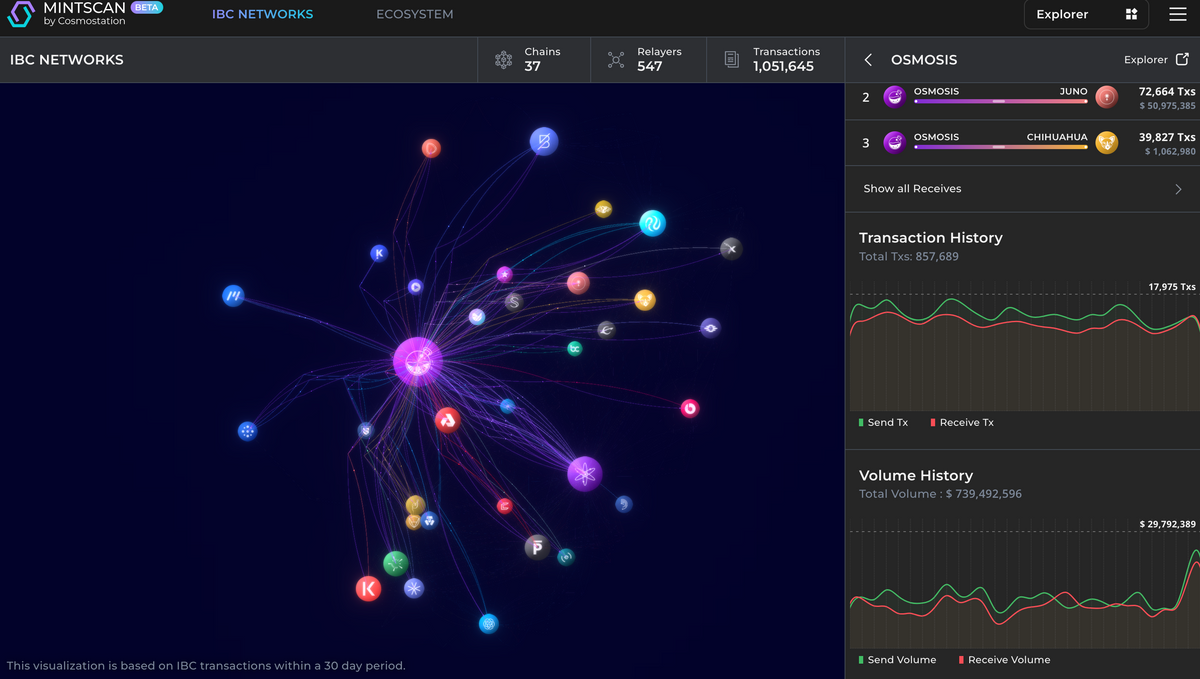 MINTSCAN BETA
by Cosmostation
IBC NETWORKS
ECOSYSTEM
Explorer
IBC NETWORKS
Chains
37
Relayers
547
Transactions
1,051,645
OSMOSIS
Explorer
2 OSMOSIS JUNO 72,664 Txs
$ 50,975,385
3 OSMOSIS CHIHUAHUA 39,827 Txs
$ 1,062,980
Show all Receives
Transaction History
Total Txs: 857,689
17,975 Txs
Send Tx Receive Tx
Volume History
Total Volume : $ 739,492,596
$ 29,792,389
Send Volume Receive Volume
This visualization is based on IBC transactions within a 30 day period.